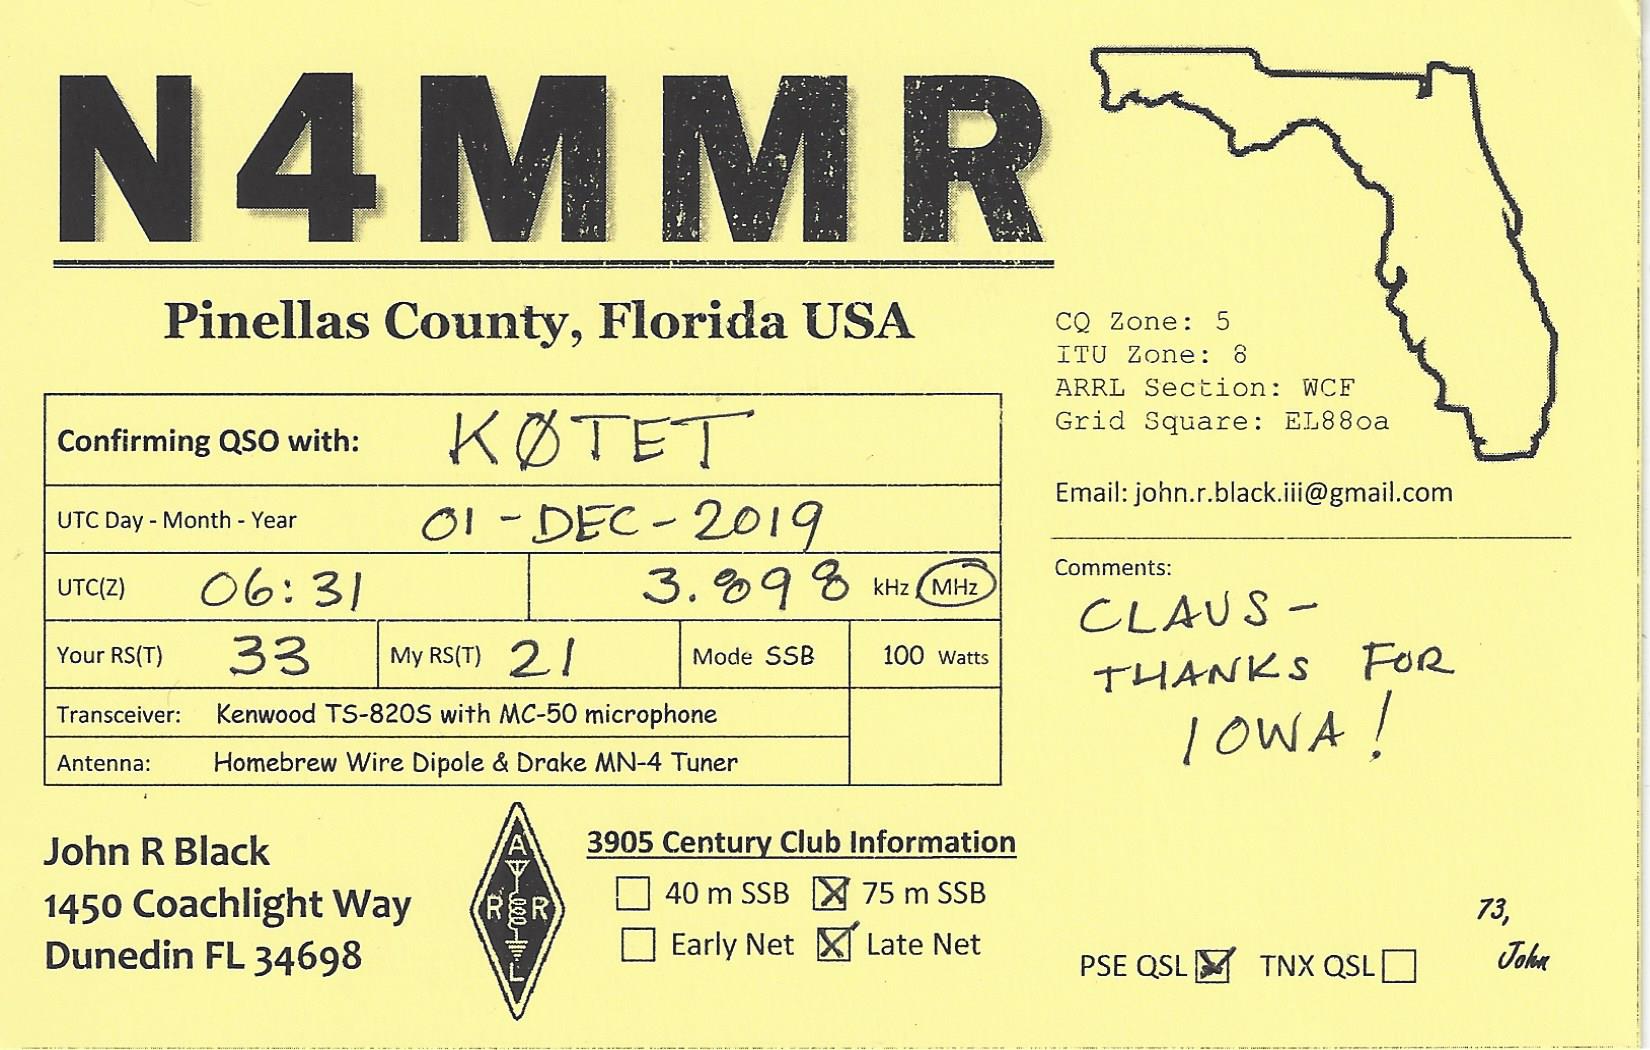 N4MMR
Pinellas County, Florida USA
CQ Zone: 5
ITU Zone: 8
ARRL Section: WCF
Grid Square: EL88oa
Email: john.r.black.iii@gmail.com
Confirming QSO with: KØTET
UTC Day - Month - Year 01-DEC-2019
UTC(Z) 06:31 3.898 kHz MHz
Your RS(T) 33 My RS(T) 21 Mode SSB 100 Watts
Transceiver: Kenwood TS-820S with MC-50 microphone
Antenna: Homebrew Wire Dipole & Drake MN-4 Tuner
Comments:
CLAUS-
THANKS FOR
IOWA!
John R Black
1450 Coachlight Way
Dunedin FL 34698
A
R R
L
3905 Century Club Information
40 m SSB 75 m SSB
Early Net Late Net
PSE QSL TNX QSL
73,
John